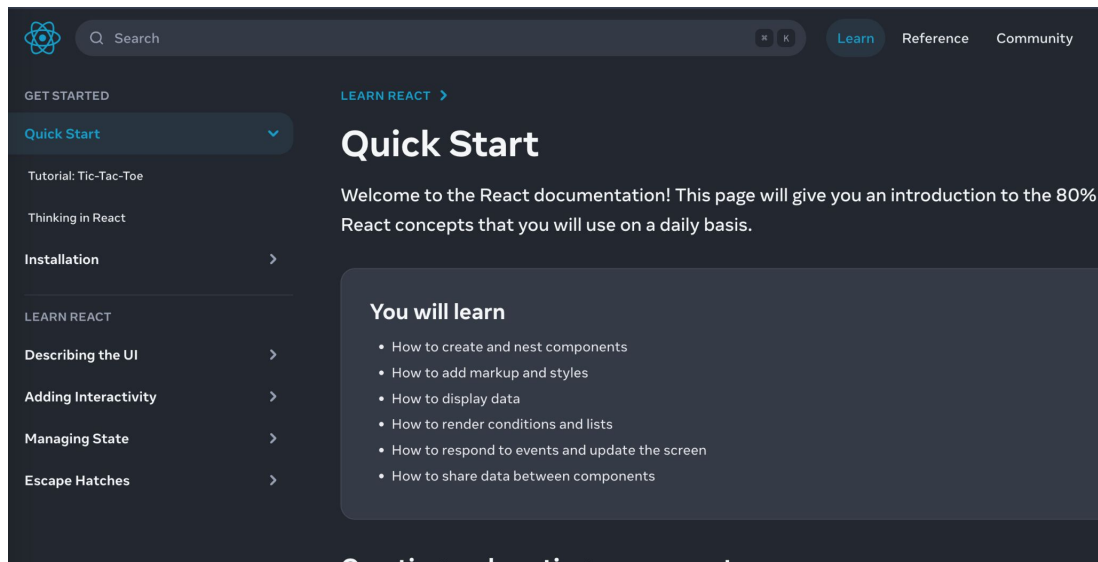 Search
⌘ K
Learn
Reference
Community
GET STARTED
Quick Start
Tutorial: Tic-Tac-Toe
Thinking in React
Installation
LEARN REACT
Describing the UI
Adding Interactivity
Managing State
Escape Hatches
LEARN REACT
Quick Start
Welcome to the React documentation! This page will give you an introduction to the 80%
React concepts that you will use on a daily basis.
You will learn
• How to create and nest components
• How to add markup and styles
• How to display data
• How to render conditions and lists
• How to respond to events and update the screen
• How to share data between components